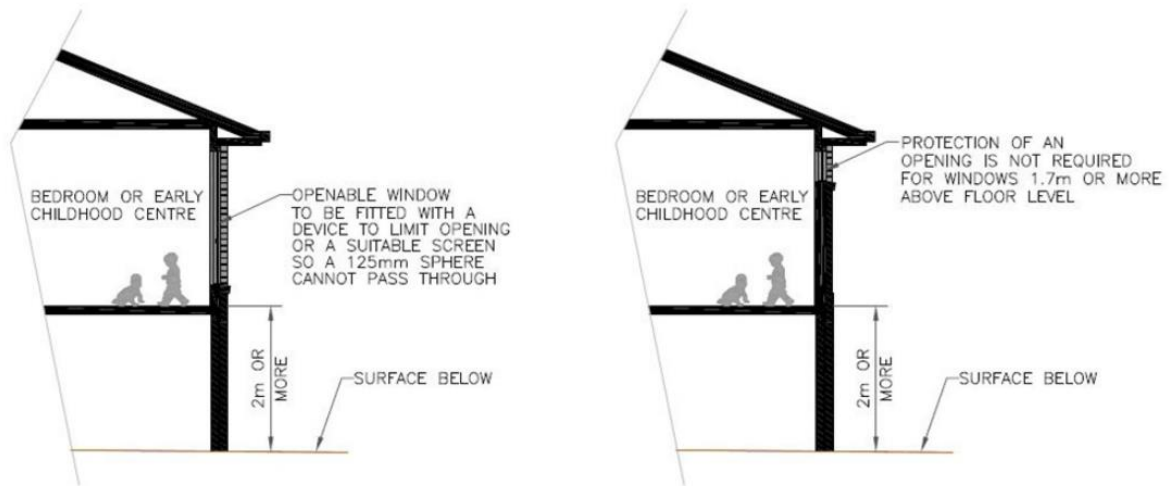 BEDROOM OR EARLY
CHILDHOOD CENTRE
OPENABLE WINDOW
TO BE FITTED WITH A
DEVICE TO LIMIT OPENING
OR A SUITABLE SCREEN
SO A 125mm SPHERE
CANNOT PASS THROUGH
2m OR
MORE
SURFACE BELOW
PROTECTION OF AN
OPENING IS NOT REQUIRED
FOR WINDOWS 1.7m OR MORE
ABOVE FLOOR LEVEL
BEDROOM OR EARLY
CHILDHOOD CENTRE
2m OR
MORE
SURFACE BELOW